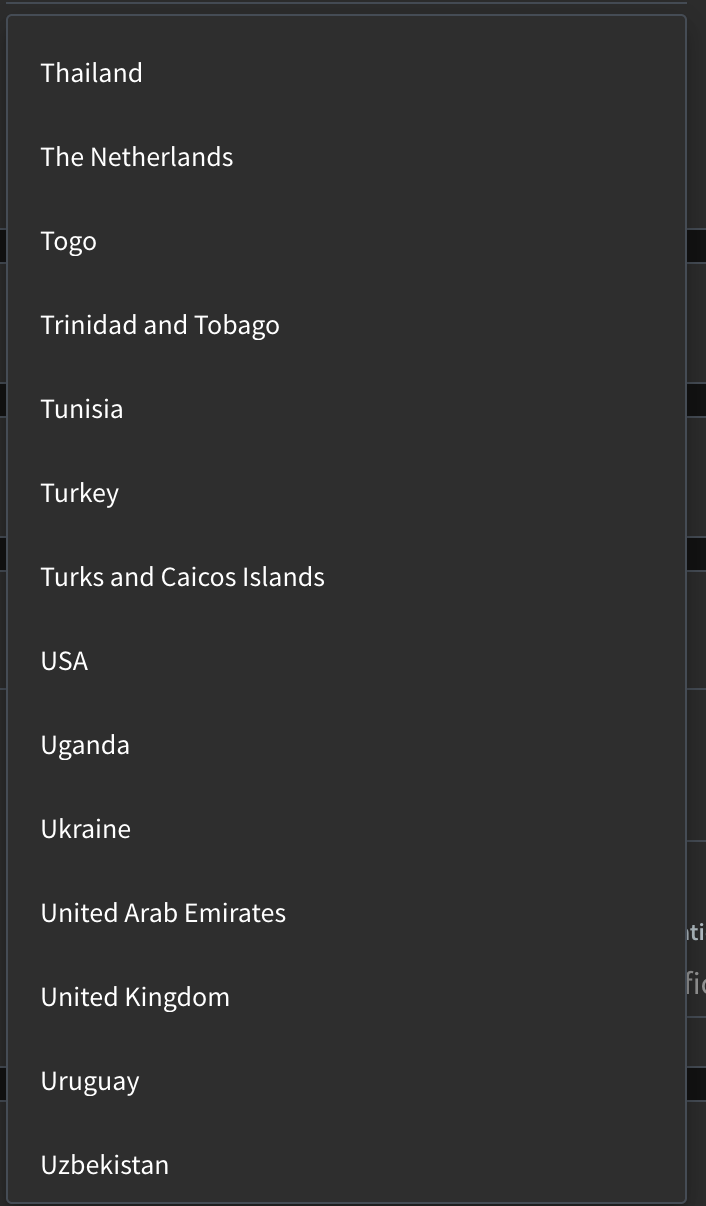 Thailand
The Netherlands
Togo
Trinidad and Tobago
Tunisia
Turkey
Turks and Caicos Islands
USA
Uganda
Ukraine
United Arab Emirates
United Kingdom
Uruguay
Uzbekistan